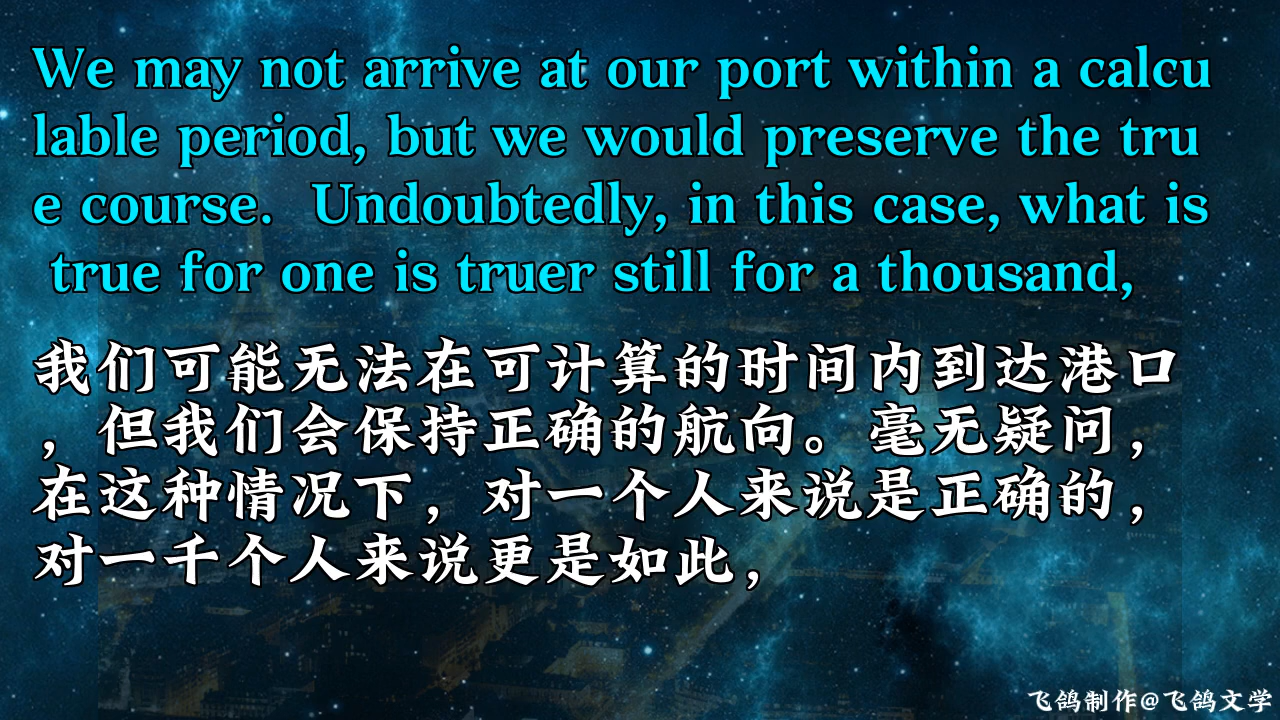 We may not arrive at our port within a calcu
lable period, but we would preserve the tru
e course.  Undoubtedly, in this case, what is
 true for one is truer still for a thousand,
我们可能无法在可计算的时间内到达港口
，但我们会保持正确的航向。毫无疑问，
在这种情况下，对一个人来说是正确的，
对一千个人来说更是如此，
飞鸽制作@飞鸽文学